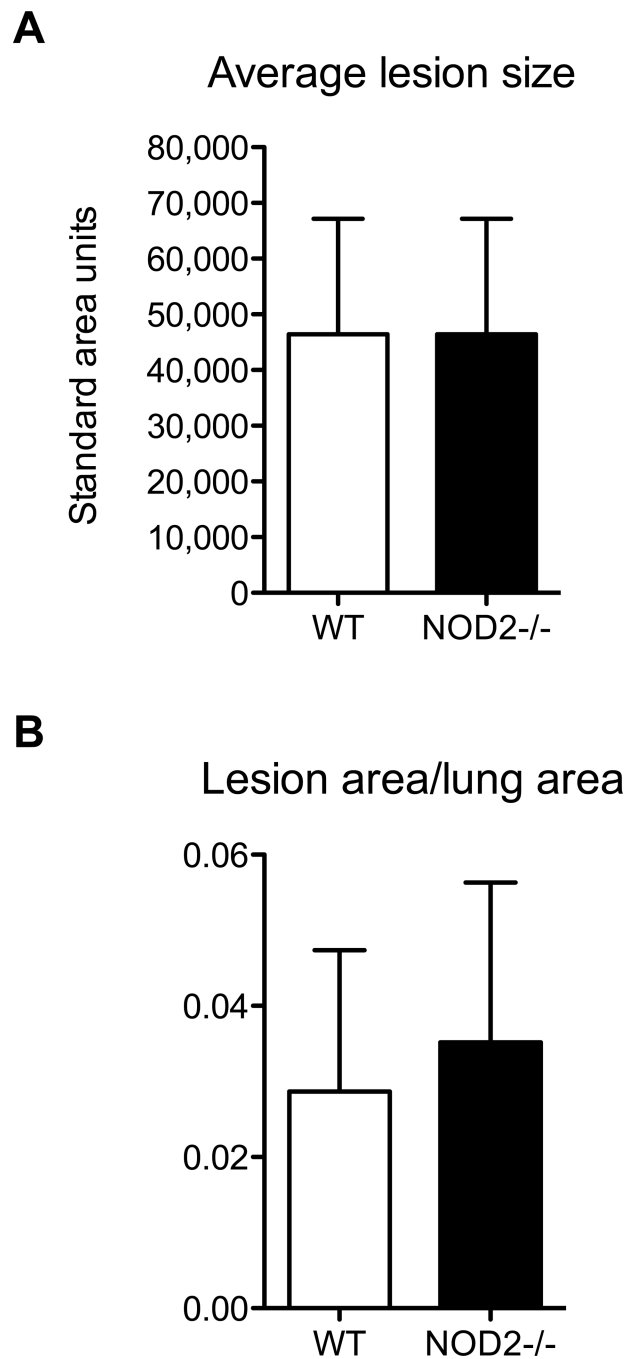 A
Average lesion size
Standard area units
80,000
70,000
60,000
50,000
40,000
30,000
20,000
10,000
0
WT NOD2-/-
B
Lesion area/lung area
0.06
0.04
0.02
0.00
WT NOD2-/-